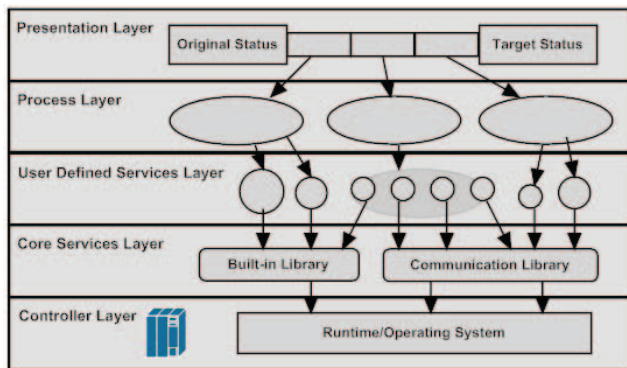 Presentation Layer
Original Status
Target Status
Process Layer
User Defined Services Layer
Core Services Layer
Built-in Library
Communication Library
Controller Layer
Runtime/Operating System